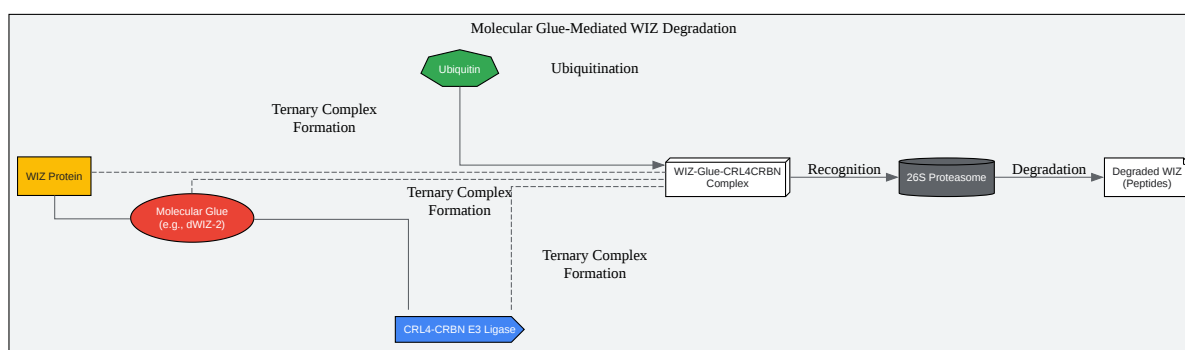 Molecular Glue-Mediated WIZ Degradation
Ubiquitin
Ubiquitination
Ternary Complex
Formation
WIZ Protein
WIZ-Glue-CRL4CRBN
Complex
Recognition
26S Proteasome
Degradation
Degraded WIZ
(Peptides)
Molecular Glue
(e.g., dWIZ-2)
Ternary Complex
Formation
Ternary Complex
Formation
CRL4-CRBN E3 Ligase